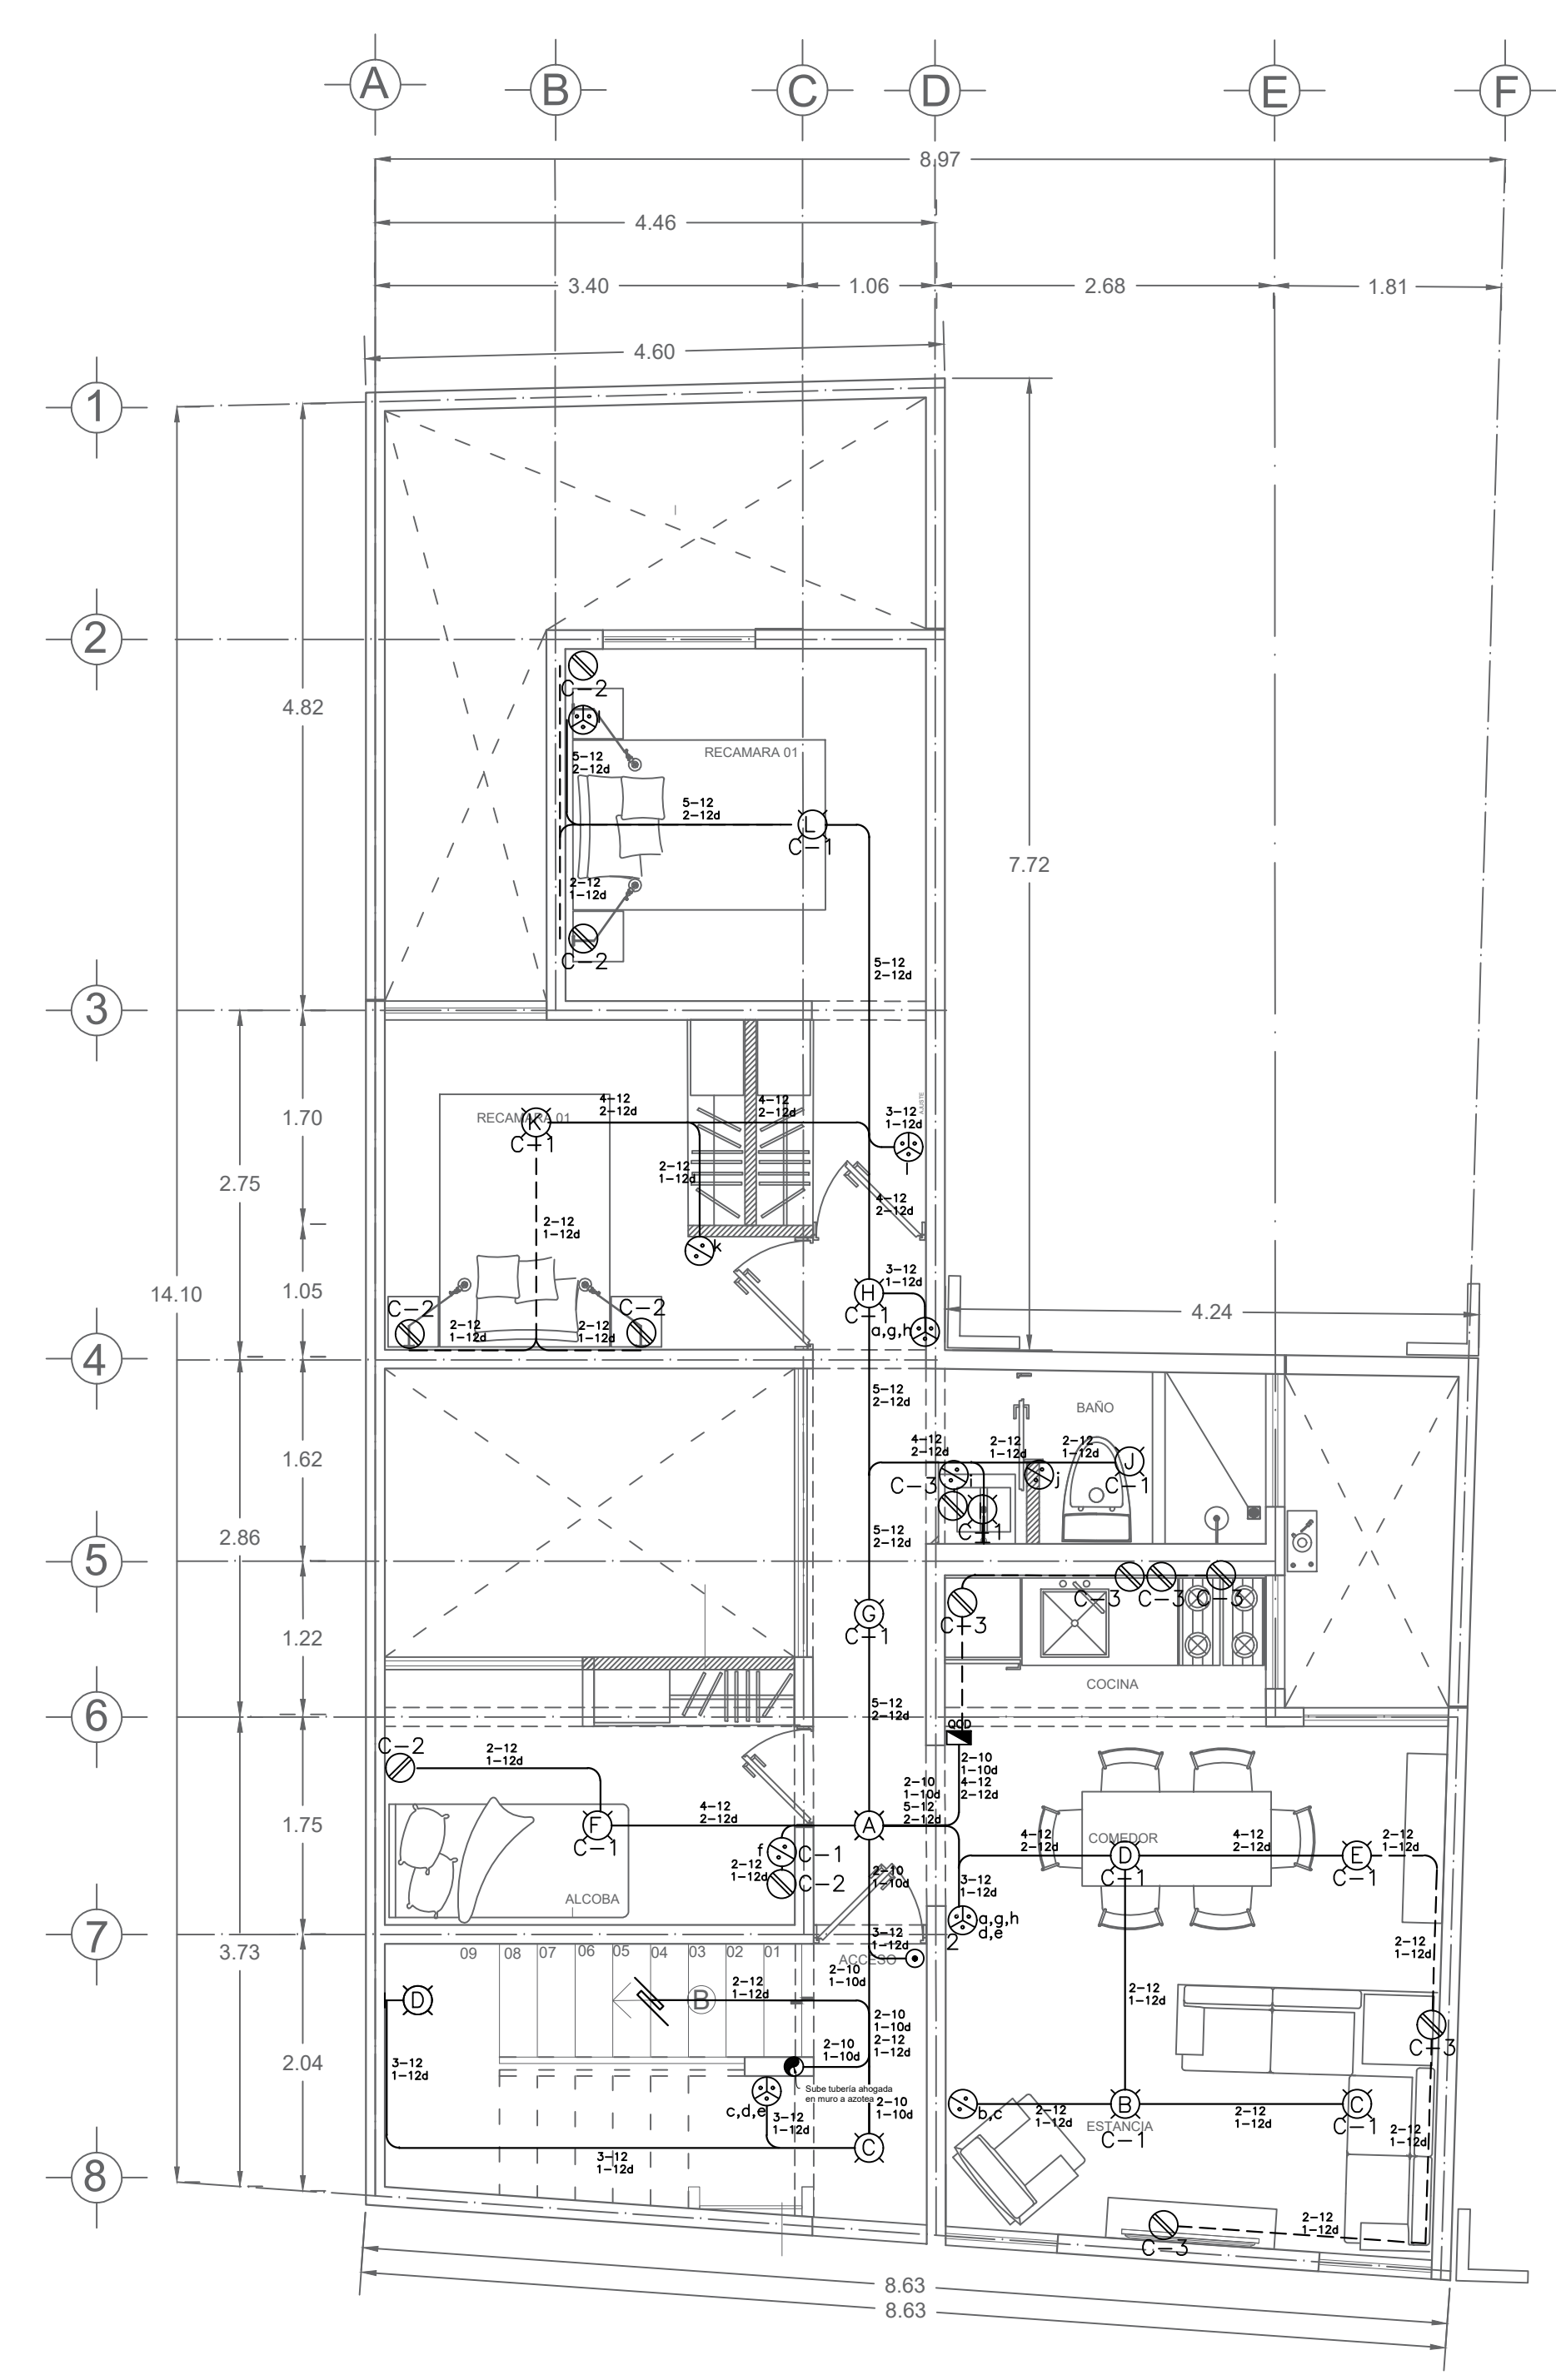 A
B
C
D
E
F
8.97
4.46
3.40
1.06
2.68
1.81
4.60
1
2
C-2
RECAMARA 01
4.82
5-12
2-12d
5-12
2-12d
L
C-1
7.72
2-12
1-12d
C-2
5-12
2-12d
3
1.70
4-12
2-12d
4-12
2-12d
3-12
1-12d
AJUSTE
RECAMARA 01
K
C-1
l
2.75
2-12
1-12d
4-12
2-12d
2-12
1-12d
k
14.10
1.05
3-12
1-12d
H
C-1
C-2
C-2
a,g,h
4.24
2-12
1-12d
2-12
1-12d
4
5-12
2-12d
BAÑO
1.62
4-12
2-12d
2-12
1-12d
2-12
1-12d
J
C-3
i
j
C-1
C-1
2.86
5-12
2-12d
5
C-3
C-3
C-3
G
C-1
C-3
1.22
COCINA
6
5-12
2-12d
QCD
C-2
2-12
1-12d
2-10
1-10d
4-12
2-12d
2-10
1-10d
5-12
2-12d
1.75
4-12
2-12d
F
C-1
A
4-12
2-12d
COMEDOR
4-12
2-12d
2-12
1-12d
D
C-1
E
C-1
f
C-1
2-12
1-12d
C-2
2-10
1-10d
3-12
1-12d
ALCOBA
a,g,h
d,e
2
7
3.73
09
08
07
06
05
04
03
02
01
3-12
1-12d
ACCESO
2-10
1-10d
2-12
1-12d
2-12
1-12d
D
B
2-12
1-12d
2-10
1-10d
2-12
1-12d
C-3
2.04
3-12
1-12d
2-10
1-10d
Sube tubería ahogada
en muro a azotea
c,d,e
3-12
1-12d
2-10
1-10d
b,c
2-12
1-12d
B
ESTANCIA
C-1
2-12
1-12d
C
C-1
2-12
1-12d
C
8
3-12
1-12d
2-12
1-12d
C-3
8.63
8.63